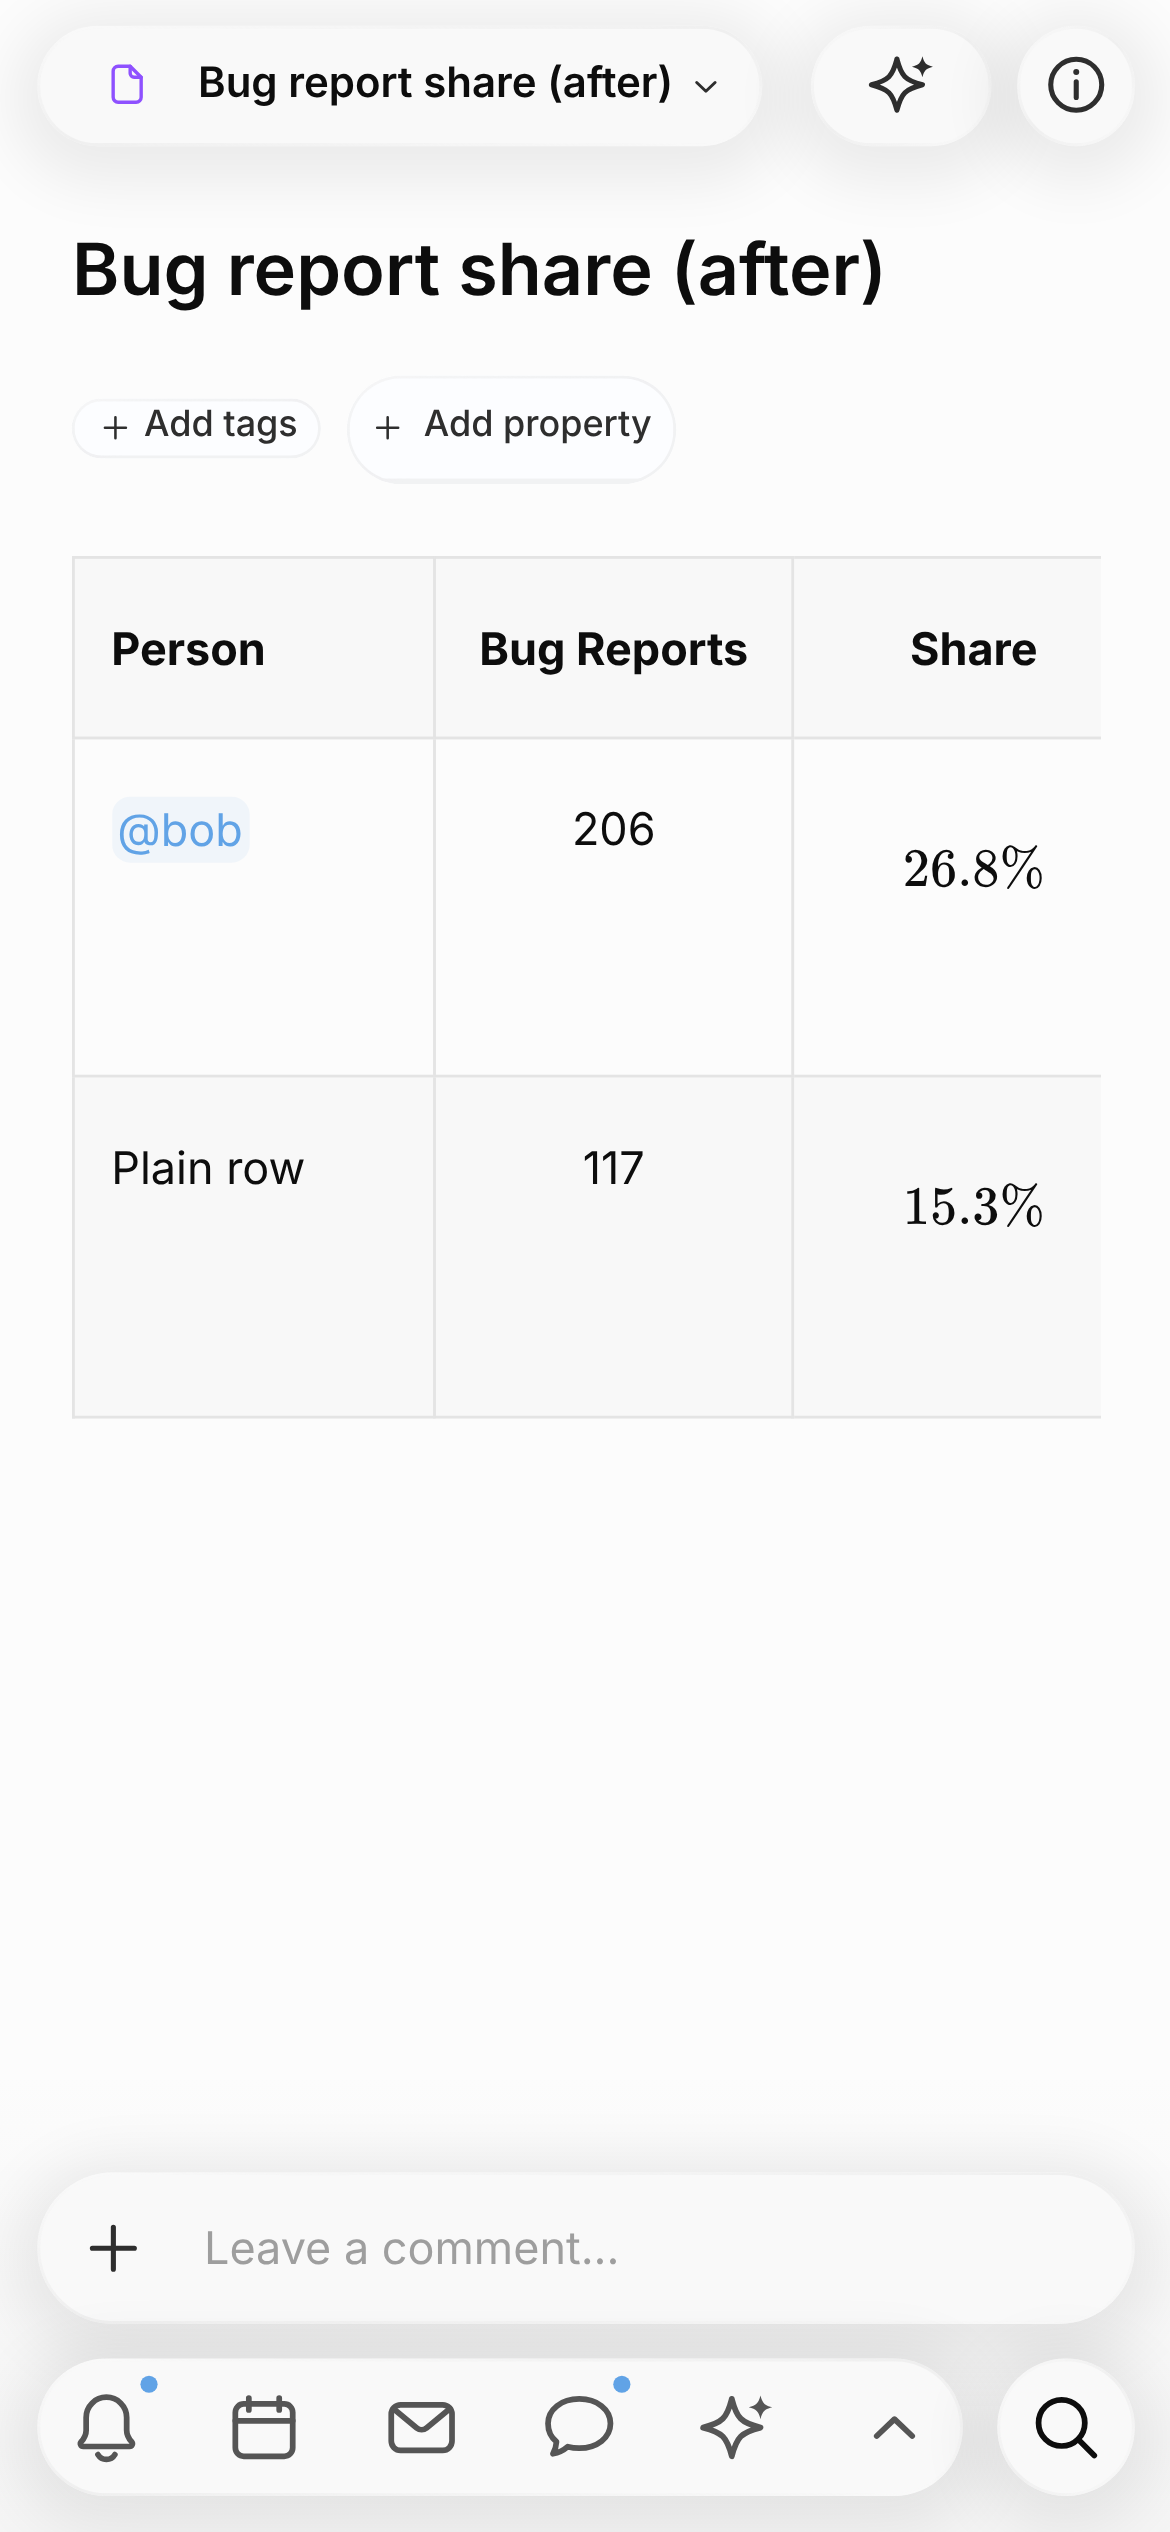 Bug report share (after)
Bug report share (after)
Add tags
Add property
Person Bug Reports Share
@bob 206 26.8%
Plain row 117 15.3%
Leave a comment...